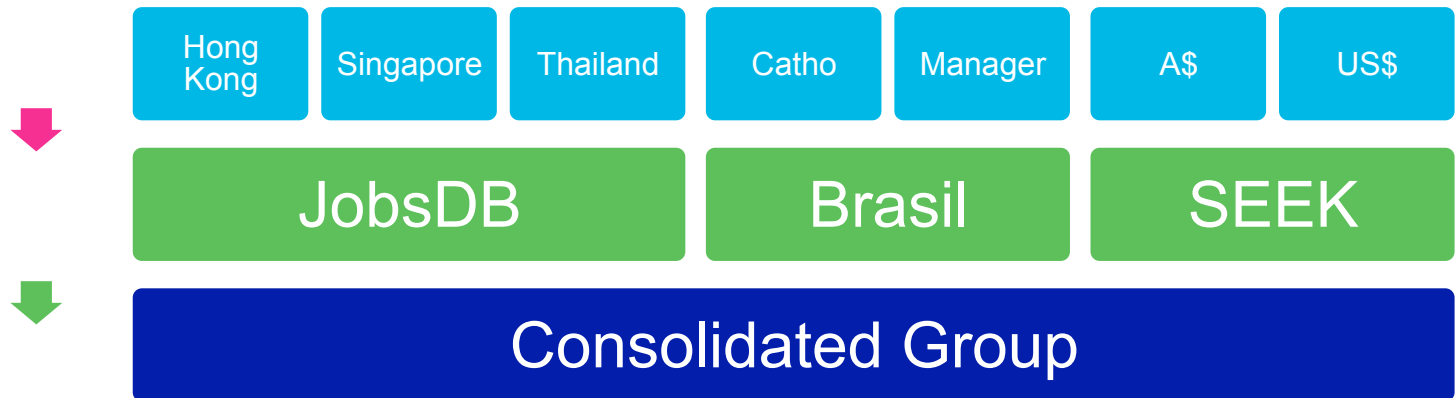 Hong
Kong
Singapore
Thailand
Catho
Manager
A$
US$
JobsDB
Brasil
SEEK
Consolidated Group